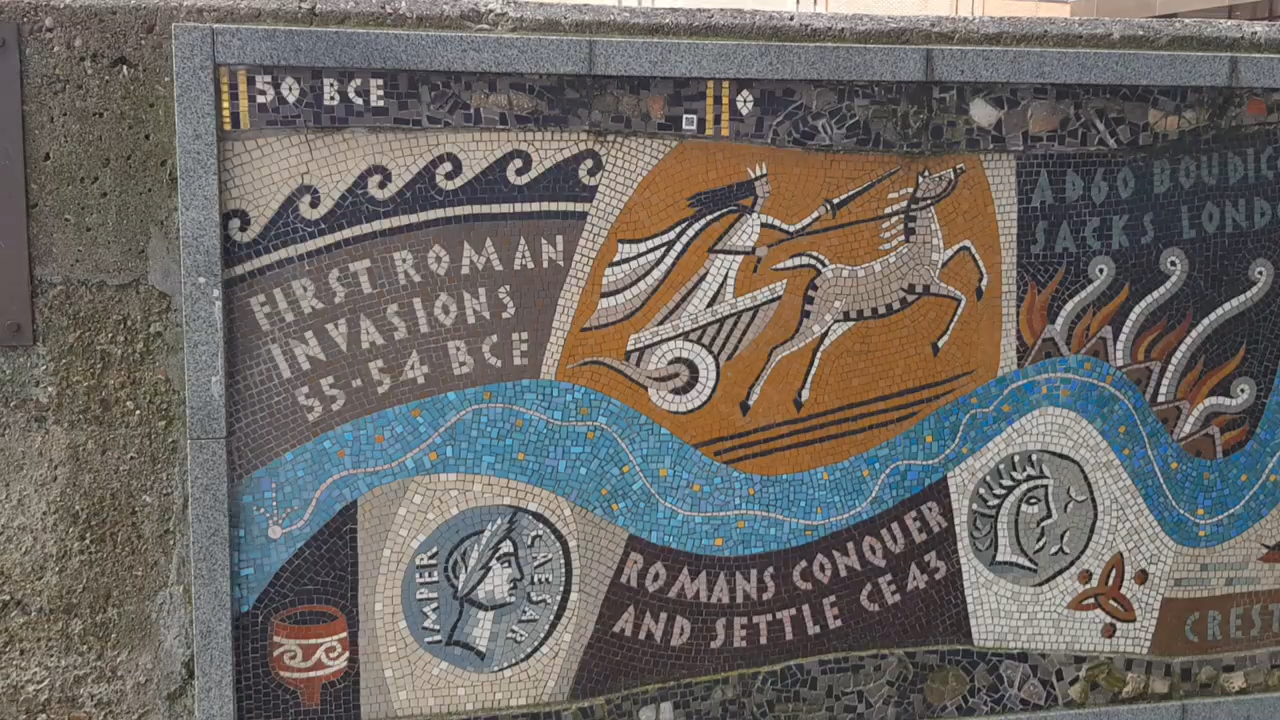 50 BCE
FIRST ROMAN
INVASIONS
55-54 BCE
AD60 BOUDIC
SACKS LOND
IMPER
CAESAR
ROMANS CONQUER
AND SETTLE CE43
CREST